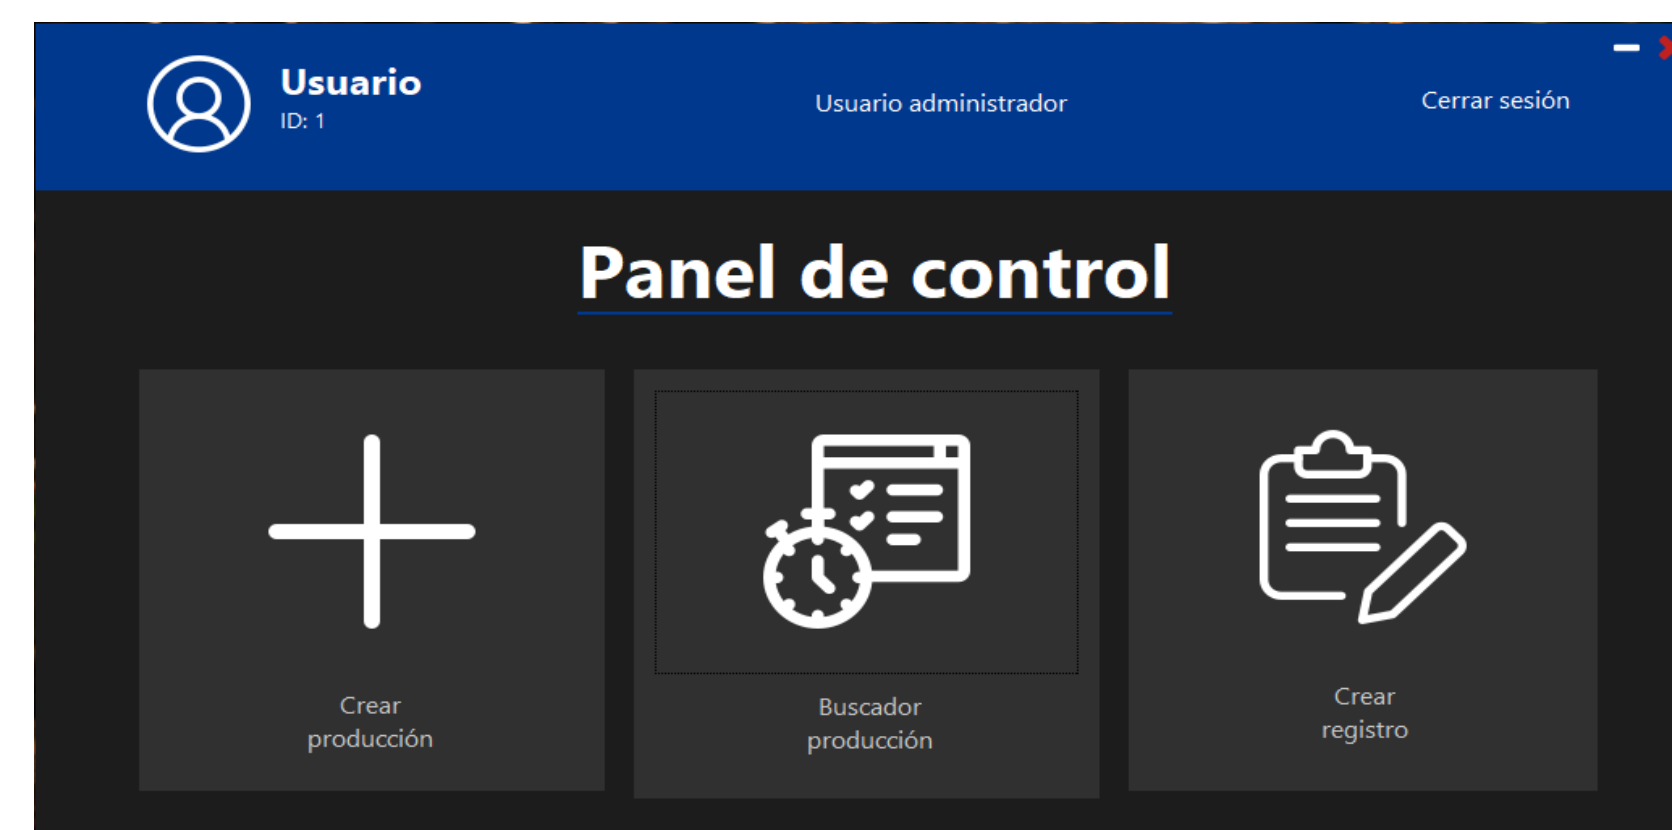 Usuario
ID: 1
Usuario administrador
Cerrar sesión
Panel de control
Crear
producción
Buscador
producción
Crear
registro